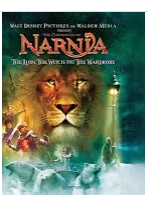 WALT DISNEY PICTURES AND WALDEN MEDIA
PRESENT
THE CHRONICLES OF
NARNIA
THE LION, THE WITCH AND THE WARDROBE